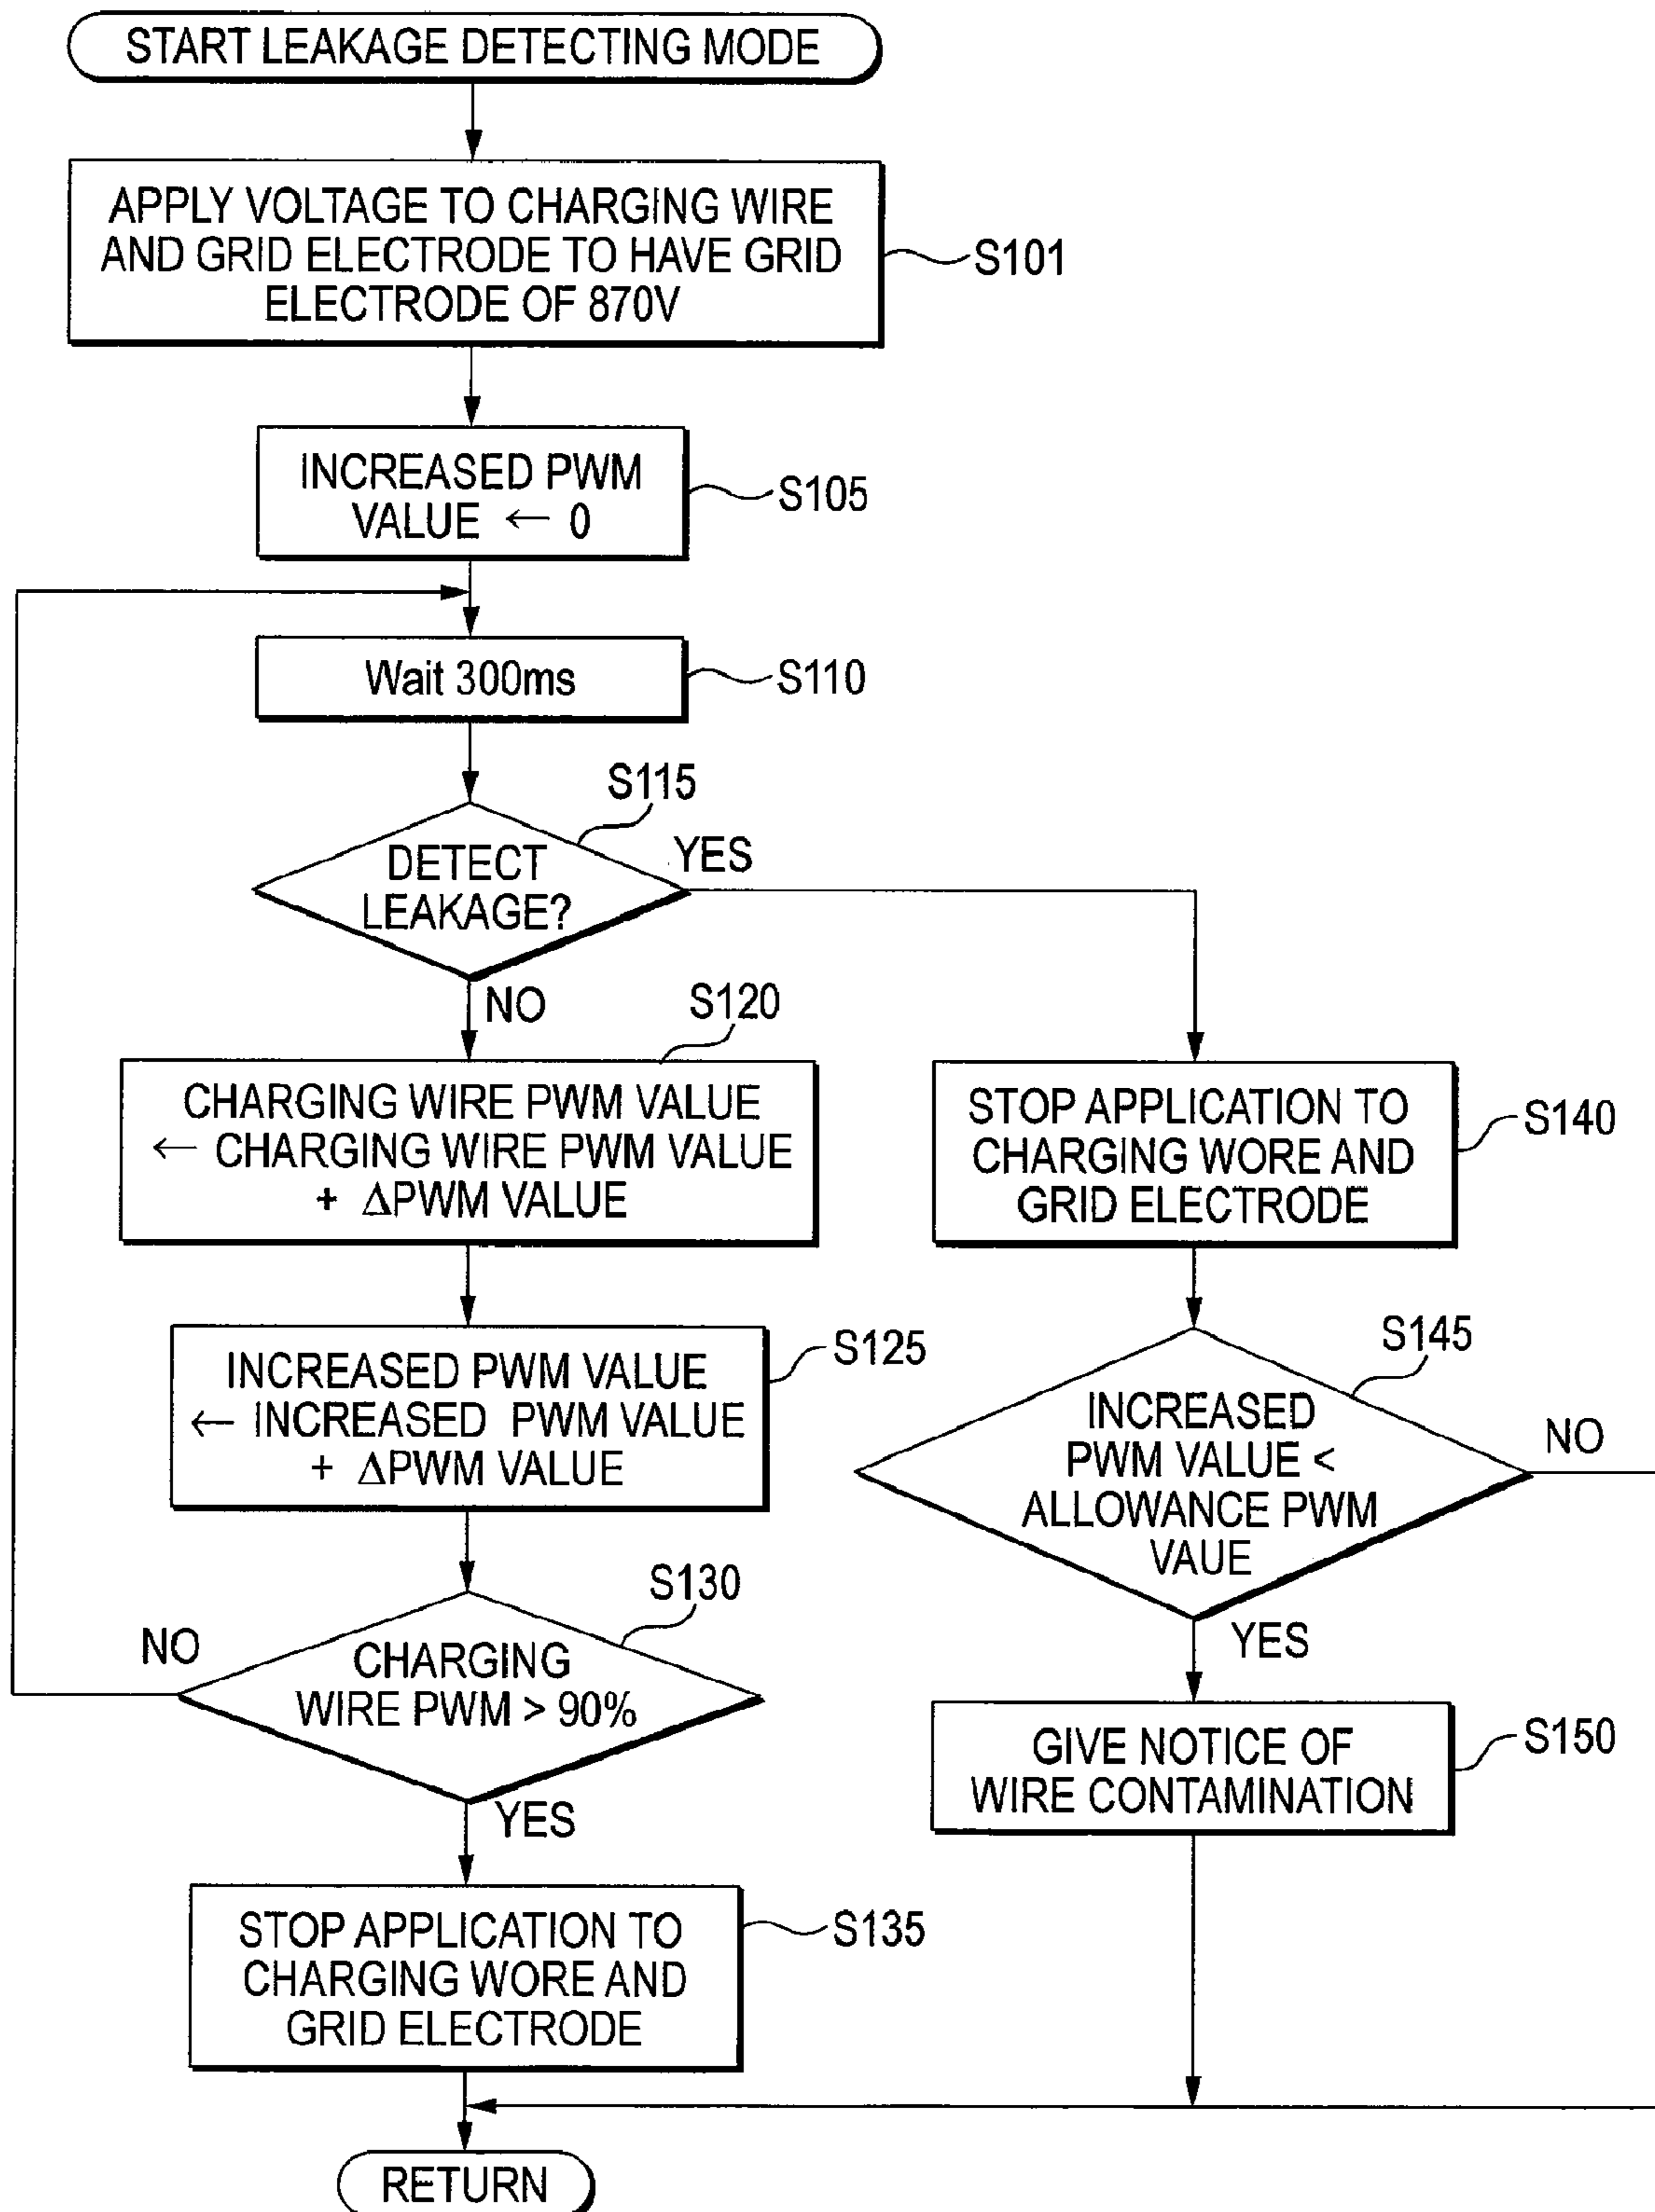 START LEAKAGE DETECTING MODE
APPLY VOLTAGE TO CHARGING WIRE
AND GRID ELECTRODE TO HAVE GRID
ELECTRODE OF 870V
S101
INCREASED PWM
VALUE ← 0
S105
Wait 300ms
S110
S115
DETECT
LEAKAGE?
YES
NO
S120
CHARGING WIRE PWM VALUE
← CHARGING WIRE PWM VALUE
+ ΔPWM VALUE
STOP APPLICATION TO
CHARGING WORE AND
GRID ELECTRODE
S140
S125
INCREASED PWM VALUE
← INCREASED PWM VALUE
+ ΔPWM VALUE
S145
INCREASED
PWM VALUE <
ALLOWANCE PWM
VAUE
NO
YES
S130
NO
CHARGING
WIRE PWM > 90%
YES
GIVE NOTICE OF
WIRE CONTAMINATION
S150
STOP APPLICATION TO
CHARGING WORE AND
GRID ELECTRODE
S135
RETURN